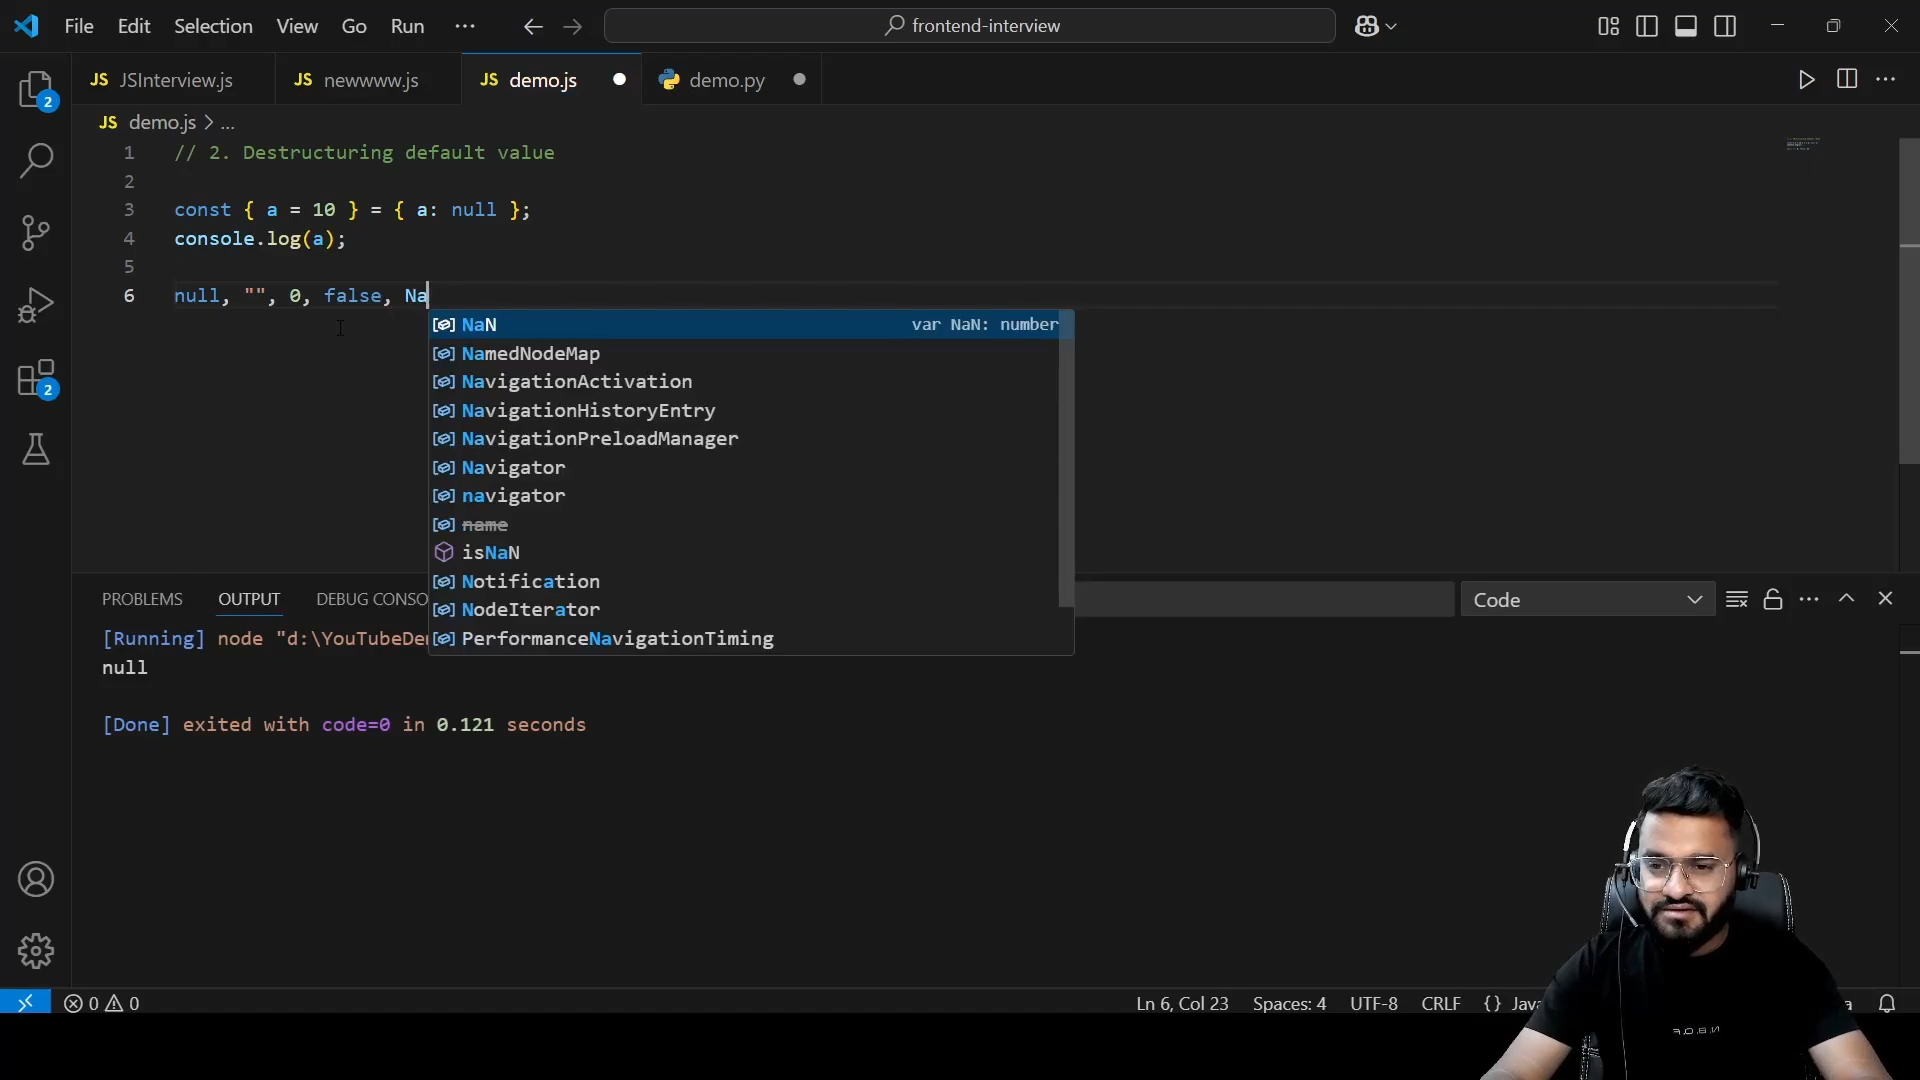 File Edit Selection View Go Run ··· frontend-interview
JS JSInterview.js JS newwww.js JS demo.js demo.py
JS demo.js > ...
1 // 2. Destructuring default value
2
3 const { a = 10 } = { a: null };
4 console.log(a);
5
6 null, "", 0, false, Na
NaN var NaN: number
NamedNodeMap
NavigationActivation
NavigationHistoryEntry
NavigationPreloadManager
Navigator
navigator
name
isNaN
Notification
NodeIterator
PerformanceNavigationTiming
2
2
PROBLEMS OUTPUT DEBUG CONSO Code
[Running] node "d:\YouTubeDe
null
[Done] exited with code=0 in 0.121 seconds
0 0 Ln 6, Col 23 Spaces: 4 UTF-8 CRLF {} Java